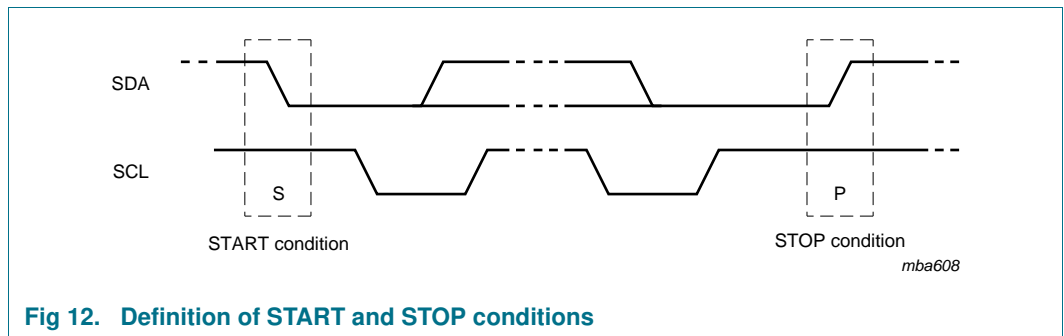 SDA
SCL
S
P
START condition
STOP condition
mba608
Fig 12. Definition of START and STOP conditions